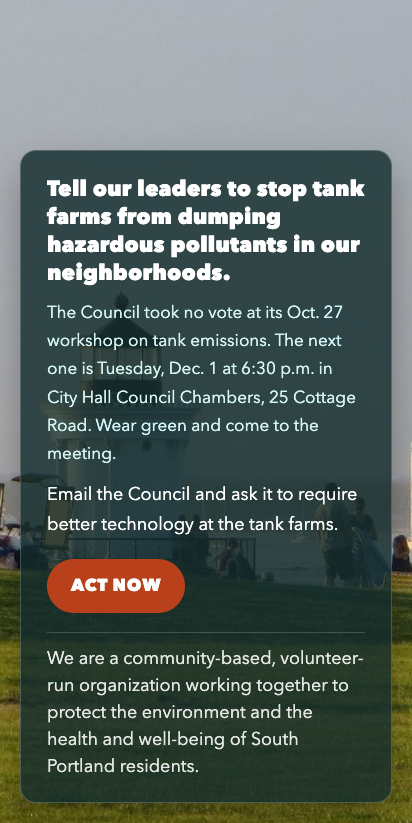 Tell our leaders to stop tank
farms from dumping
hazardous pollutants in our
neighborhoods.
The Council took no vote at its Oct. 27
workshop on tank emissions. The next
one is Tuesday, Dec. 1 at 6:30 p.m. in
City Hall Council Chambers, 25 Cottage
Road. Wear green and come to the
meeting.
Email the Council and ask it to require
better technology at the tank farms.
ACT NOW
We are a community-based, volunteer-
run organization working together to
protect the environment and the
health and well-being of South
Portland residents.